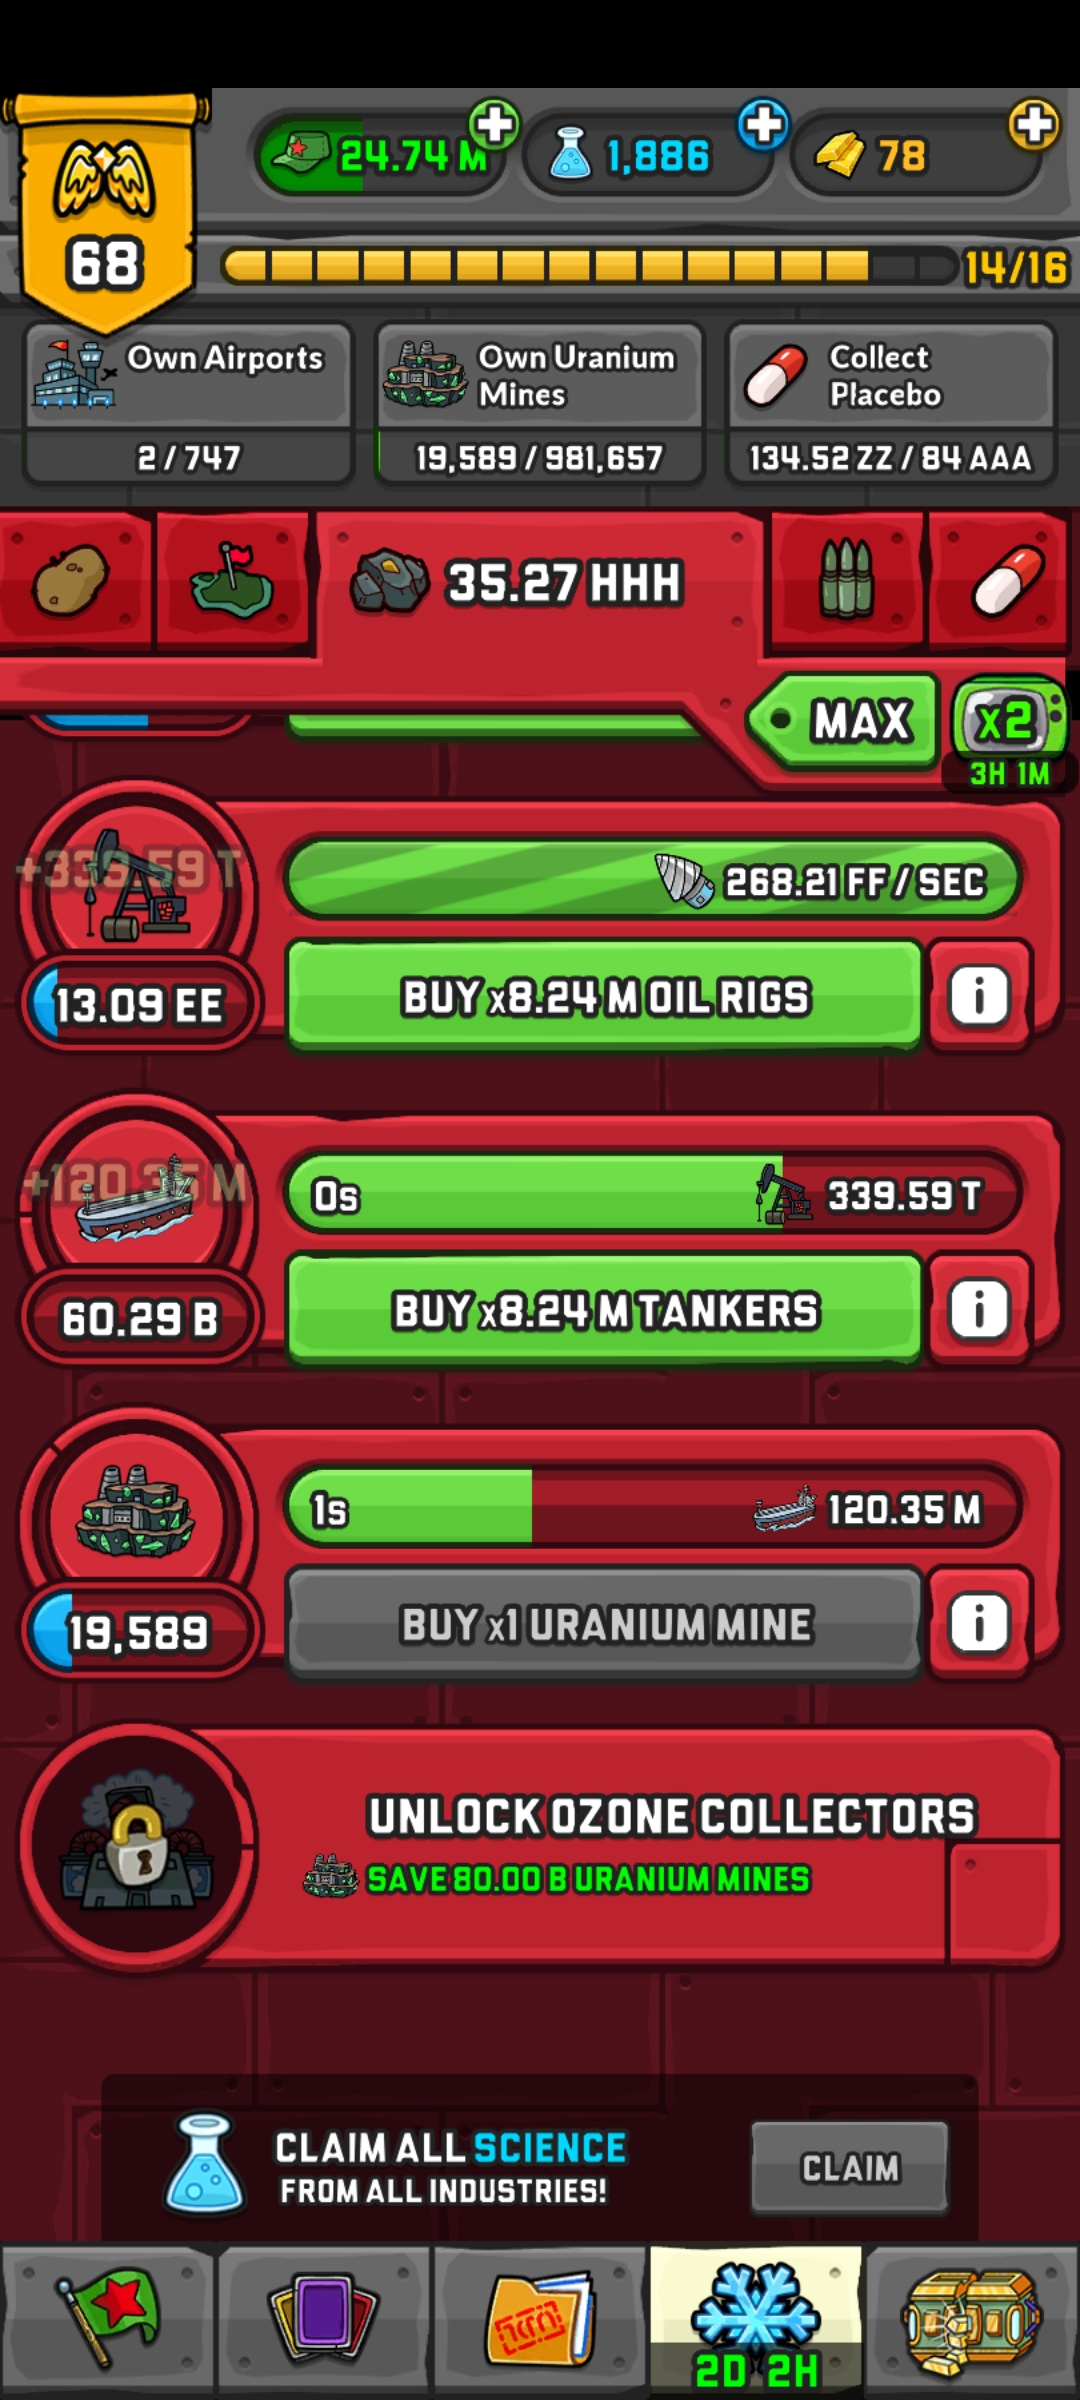 24.74 M
1,886
78
68
14/16
Own Airports
2 / 747
Own Uranium
Mines
19,589 / 981,657
Collect
Placebo
134.52 ZZ / 84 AAA
35.27 HHH
MAX
x2
3H 1M
+339.59 T
268.21 FF / SEC
13.09 EE
BUY x8.24 M OIL RIGS
i
+120.35 M
0s
339.59 T
60.29 B
BUY x8.24 M TANKERS
i
1s
120.35 M
19,589
BUY x1 URANIUM MINE
i
UNLOCK OZONE COLLECTORS
SAVE 80.00 B URANIUM MINES
CLAIM ALL SCIENCE
FROM ALL INDUSTRIES!
CLAIM
2D 2H